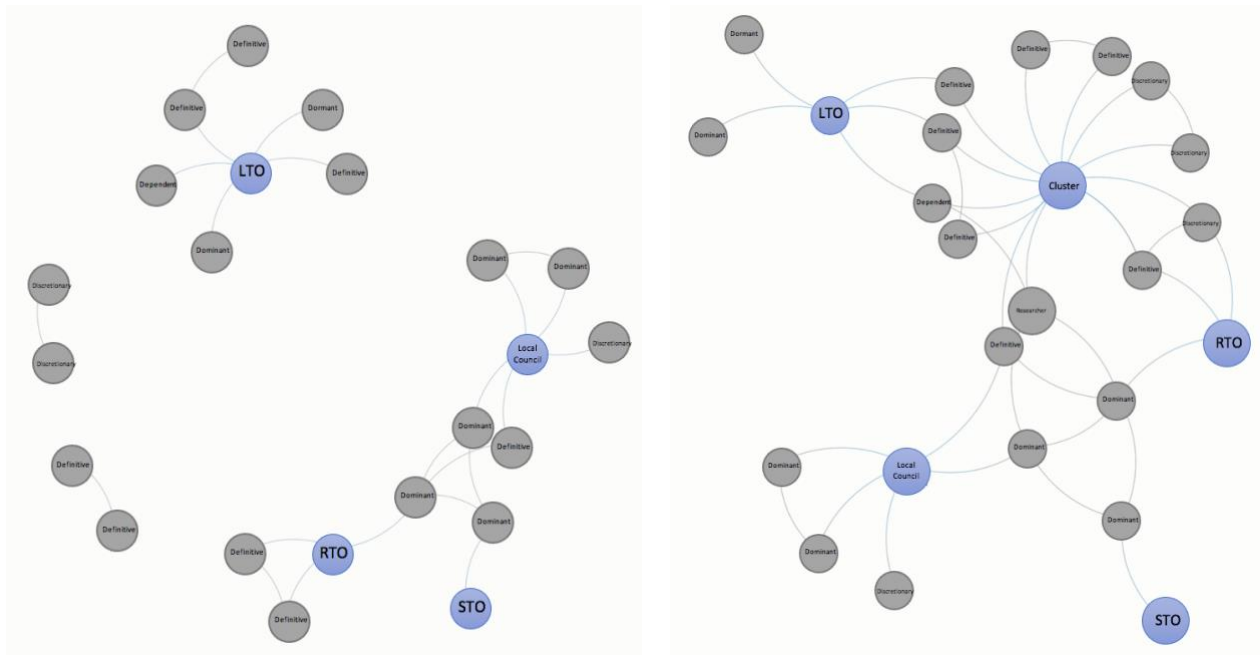 Definitive
Definitive
Dormant
LTO
Definitive
Dependent
Dominant
Dominant
Dominant
Discretionary
Discretionary
Local
Council
Discretionary
Dominant
Definitive
Definitive
Dominant
Dominant
Definitive
Definitive
RTO
STO
Definitive
Dormant
Definitive
Definitive
Discretionary
Definitive
LTO
Definitive
Dominant
Discretionary
Cluster
Dependent
Discretionary
Definitive
Definitive
Researcher
Definitive
RTO
Dominant
Dominant
Dominant
Local
Council
Dominant
Dominant
Discretionary
STO